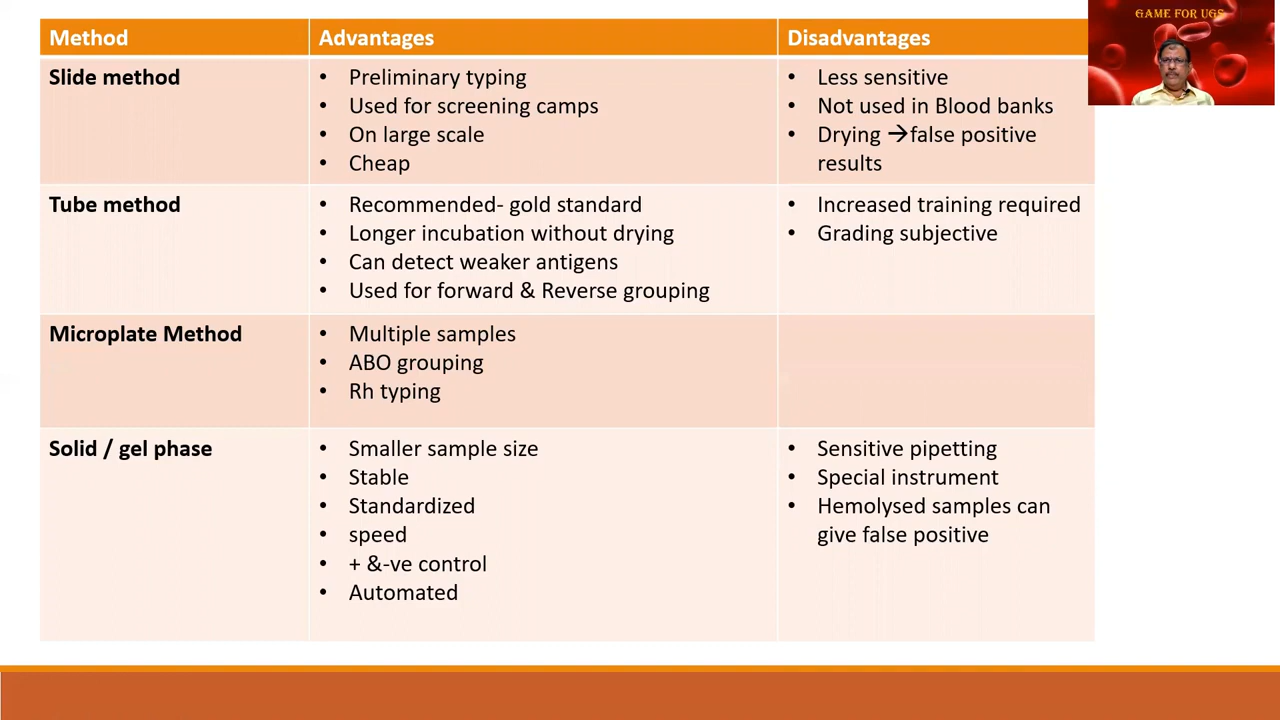 GAME FOR UGS
Method Advantages Disadvantages
Slide method
• Preliminary typing
• Used for screening camps
• On large scale
• Cheap
• Less sensitive
• Not used in Blood banks
• Drying →false positive
results
Tube method
• Recommended- gold standard
• Longer incubation without drying
• Can detect weaker antigens
• Used for forward & Reverse grouping
• Increased training required
• Grading subjective
Microplate Method
• Multiple samples
• ABO grouping
• Rh typing
Solid / gel phase
• Smaller sample size
• Stable
• Standardized
• speed
• + &-ve control
• Automated
• Sensitive pipetting
• Special instrument
• Hemolysed samples can
give false positive